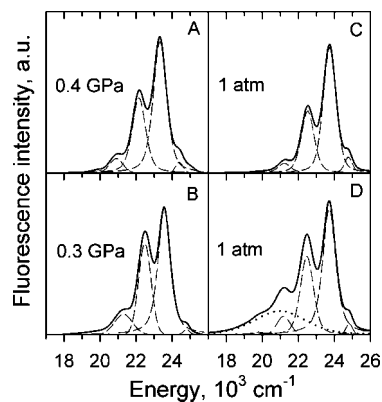 Fluorescence intensity, a.u.
A
0.4 GPa
C
1 atm
B
0.3 GPa
D
1 atm
18 20 22 24 18 20 22 24 26
Energy, 10³ cm⁻¹